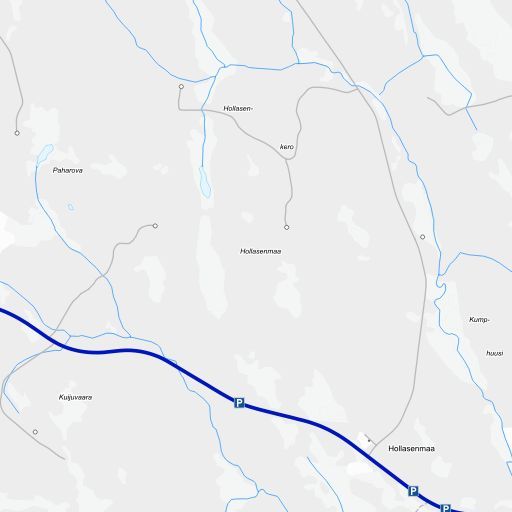 Hollasen-
kero
Paharova
Hollasenmaa
Kump-
huusi
Kuijuvaara
P
Hollasenmaa
P
P